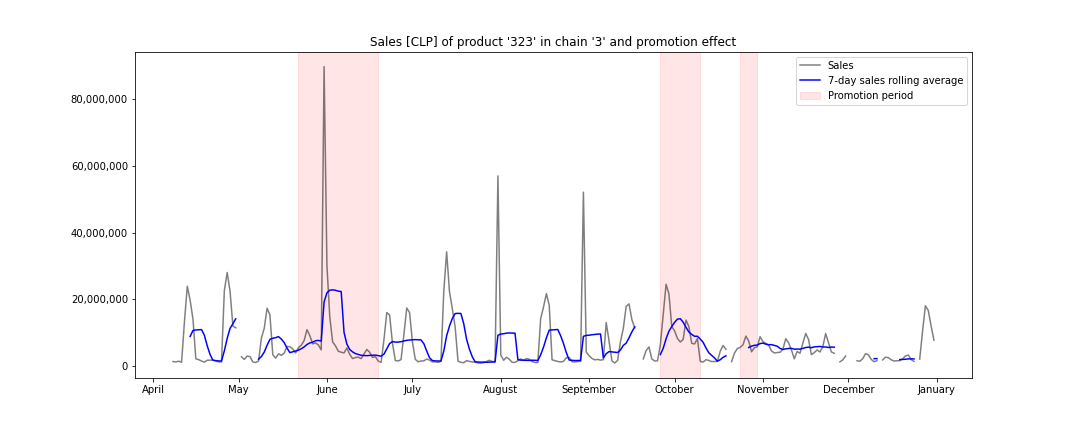 Sales [CLP] of product '323' in chain '3' and promotion effect
Sales
7-day sales rolling average
Promotion period
80,000,000
60,000,000
40,000,000
20,000,000
0
April May June July August September October November December January